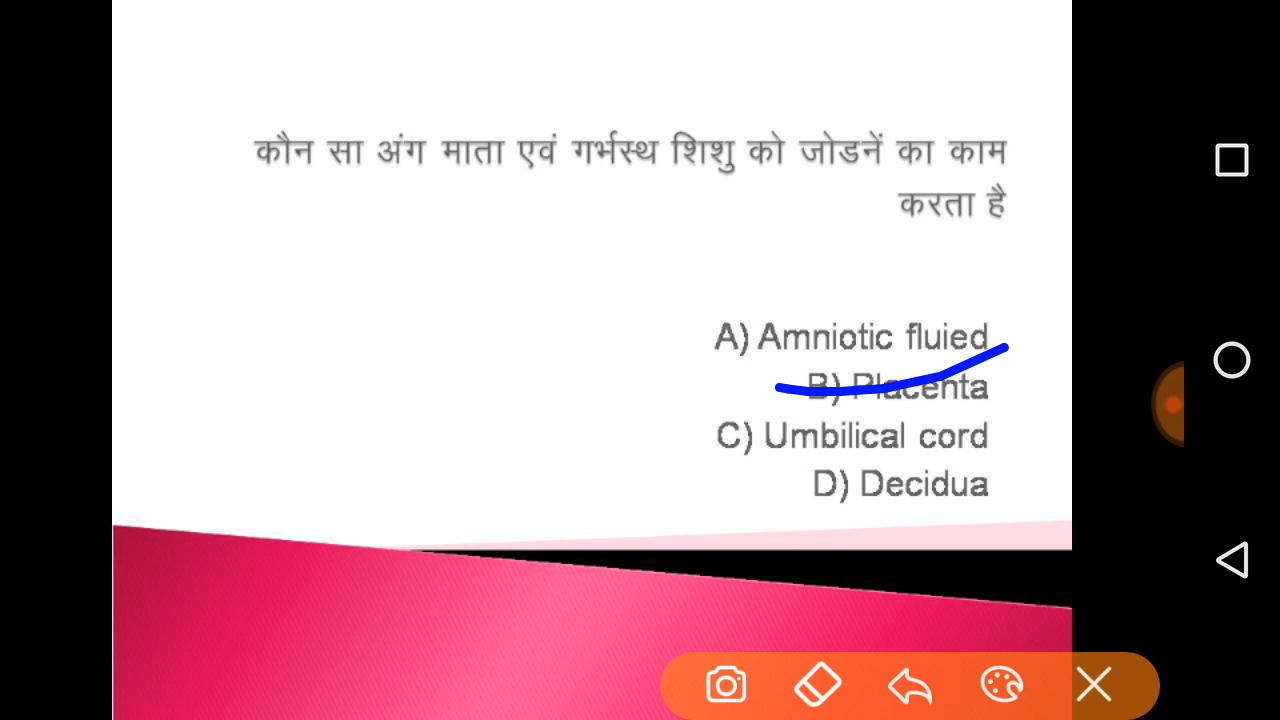 कौन सा अंग माता एवं गर्भस्थ शिशु को जोडनें का काम
करता है
A) Amniotic fluied
B) Placenta
C) Umbilical cord
D) Decidua